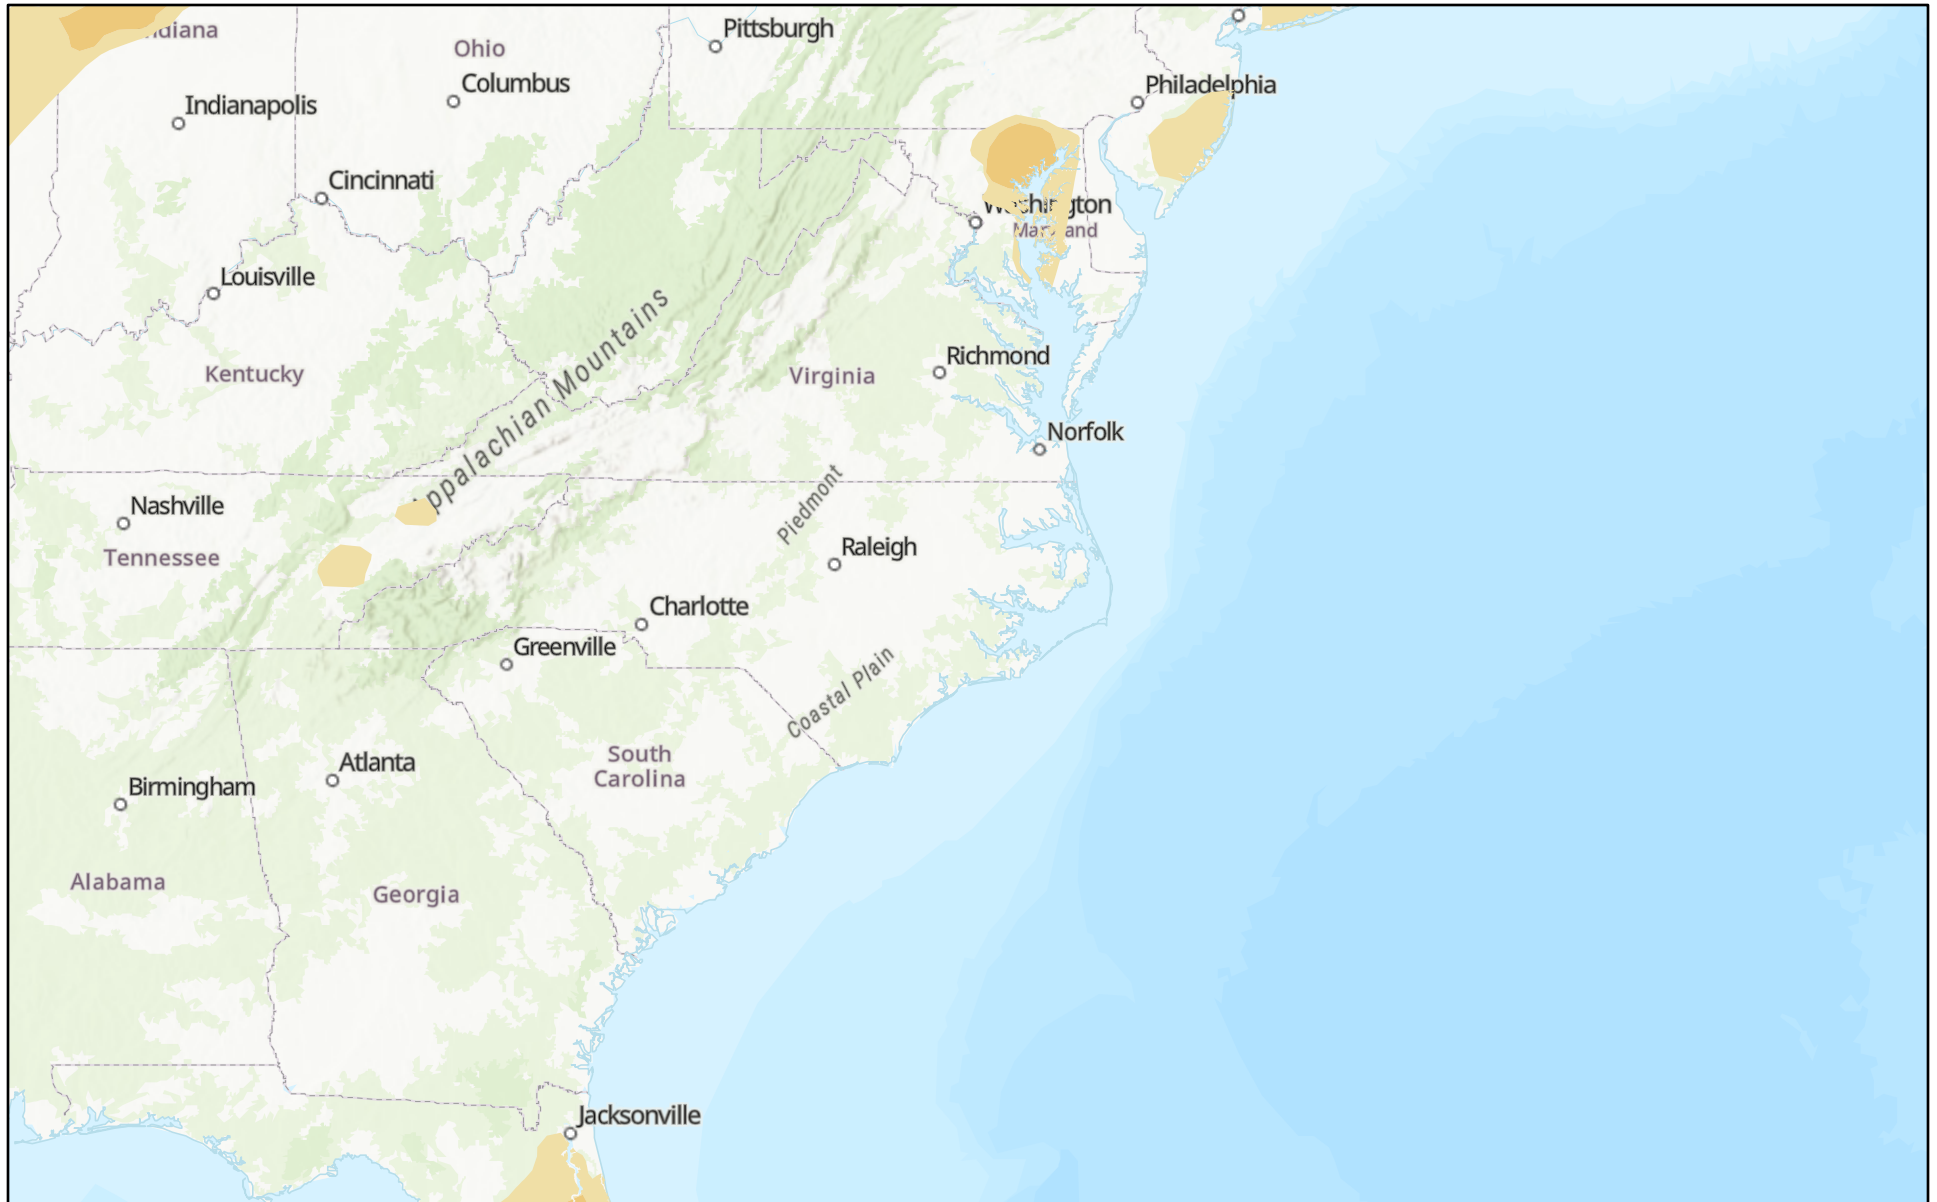 Pittsburgh
Ohio
Columbus
Philadelphia
Indianapolis
Cincinnati
Maryland
Louisville
Appalachian Mountains
Richmond
Kentucky
Virginia
Norfolk
Nashville
Piedmont
Tennessee
Raleigh
Charlotte
Greenville
Coastal Plain
South
Carolina
Atlanta
Birmingham
Alabama
Georgia
Jacksonville
Washington
Indiana